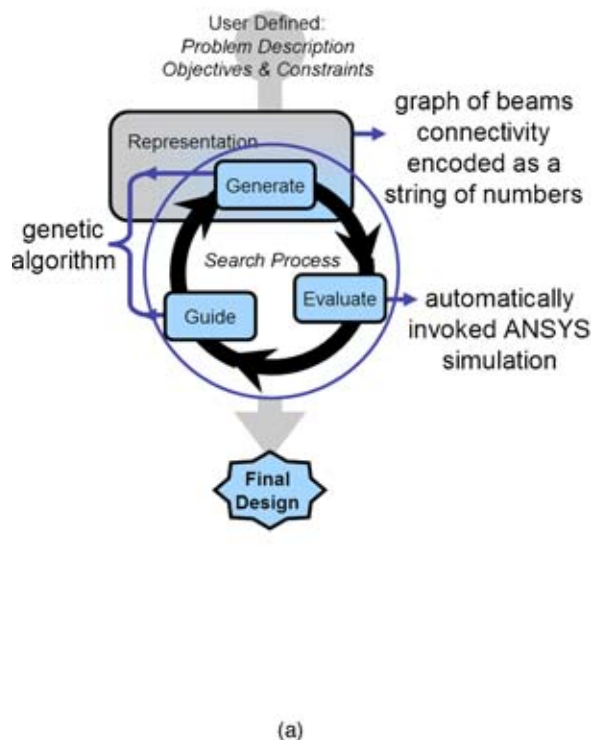 User Defined:
Problem Description
Objectives & Constraints
Representation
graph of beams
connectivity
encoded as a
string of numbers
Generate
genetic
algorithm
Search Process
Guide
Evaluate
automatically
invoked ANSYS
simulation
Final
Design
(a)